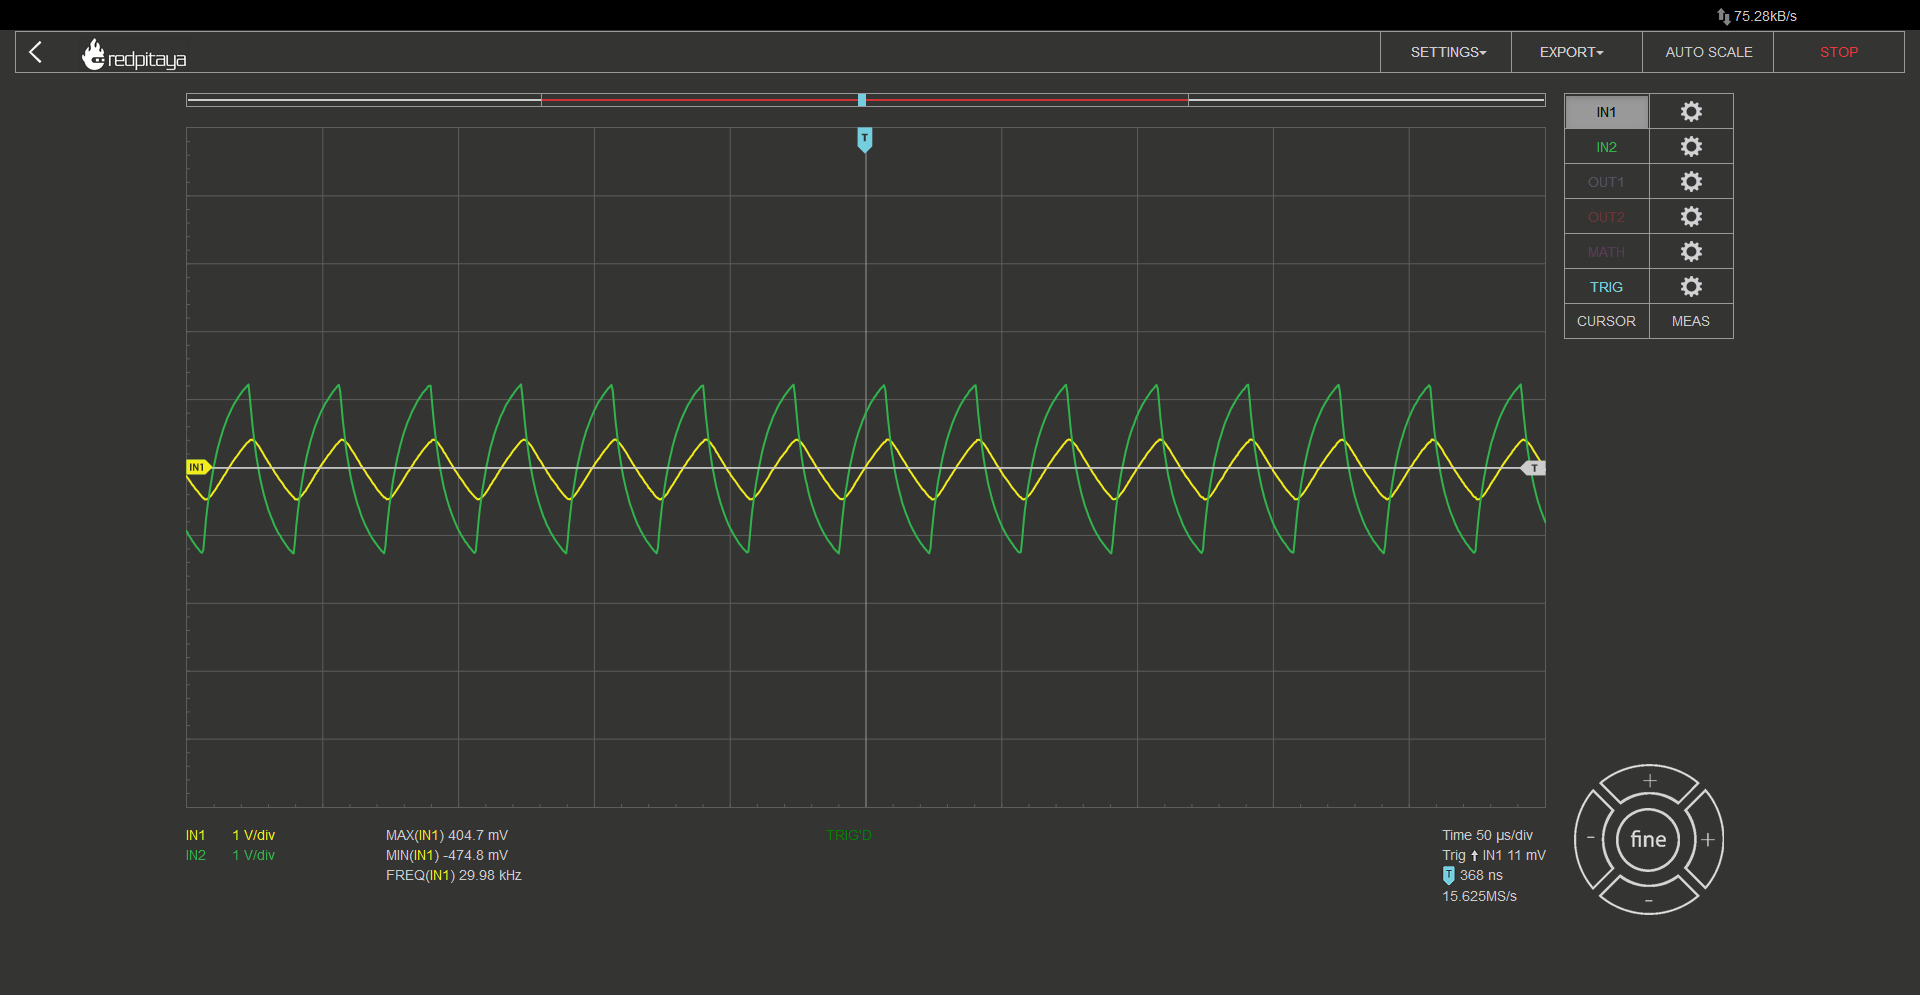 75.28kB/s
redpitaya
SETTINGS
EXPORT
AUTO SCALE
STOP
T
IN1
IN2
OUT1
OUT2
MATH
TRIG
CURSOR MEAS
IN1
T
IN1 1 V/div
IN2 1 V/div
MAX(IN1) 404.7 mV
MIN(IN1) -474.8 mV
FREQ(IN1) 29.98 kHz
TRIG'D
Time 50 µs/div
Trig IN1 11 mV
T 368 ns
15.625MS/s
+
- fine +
-